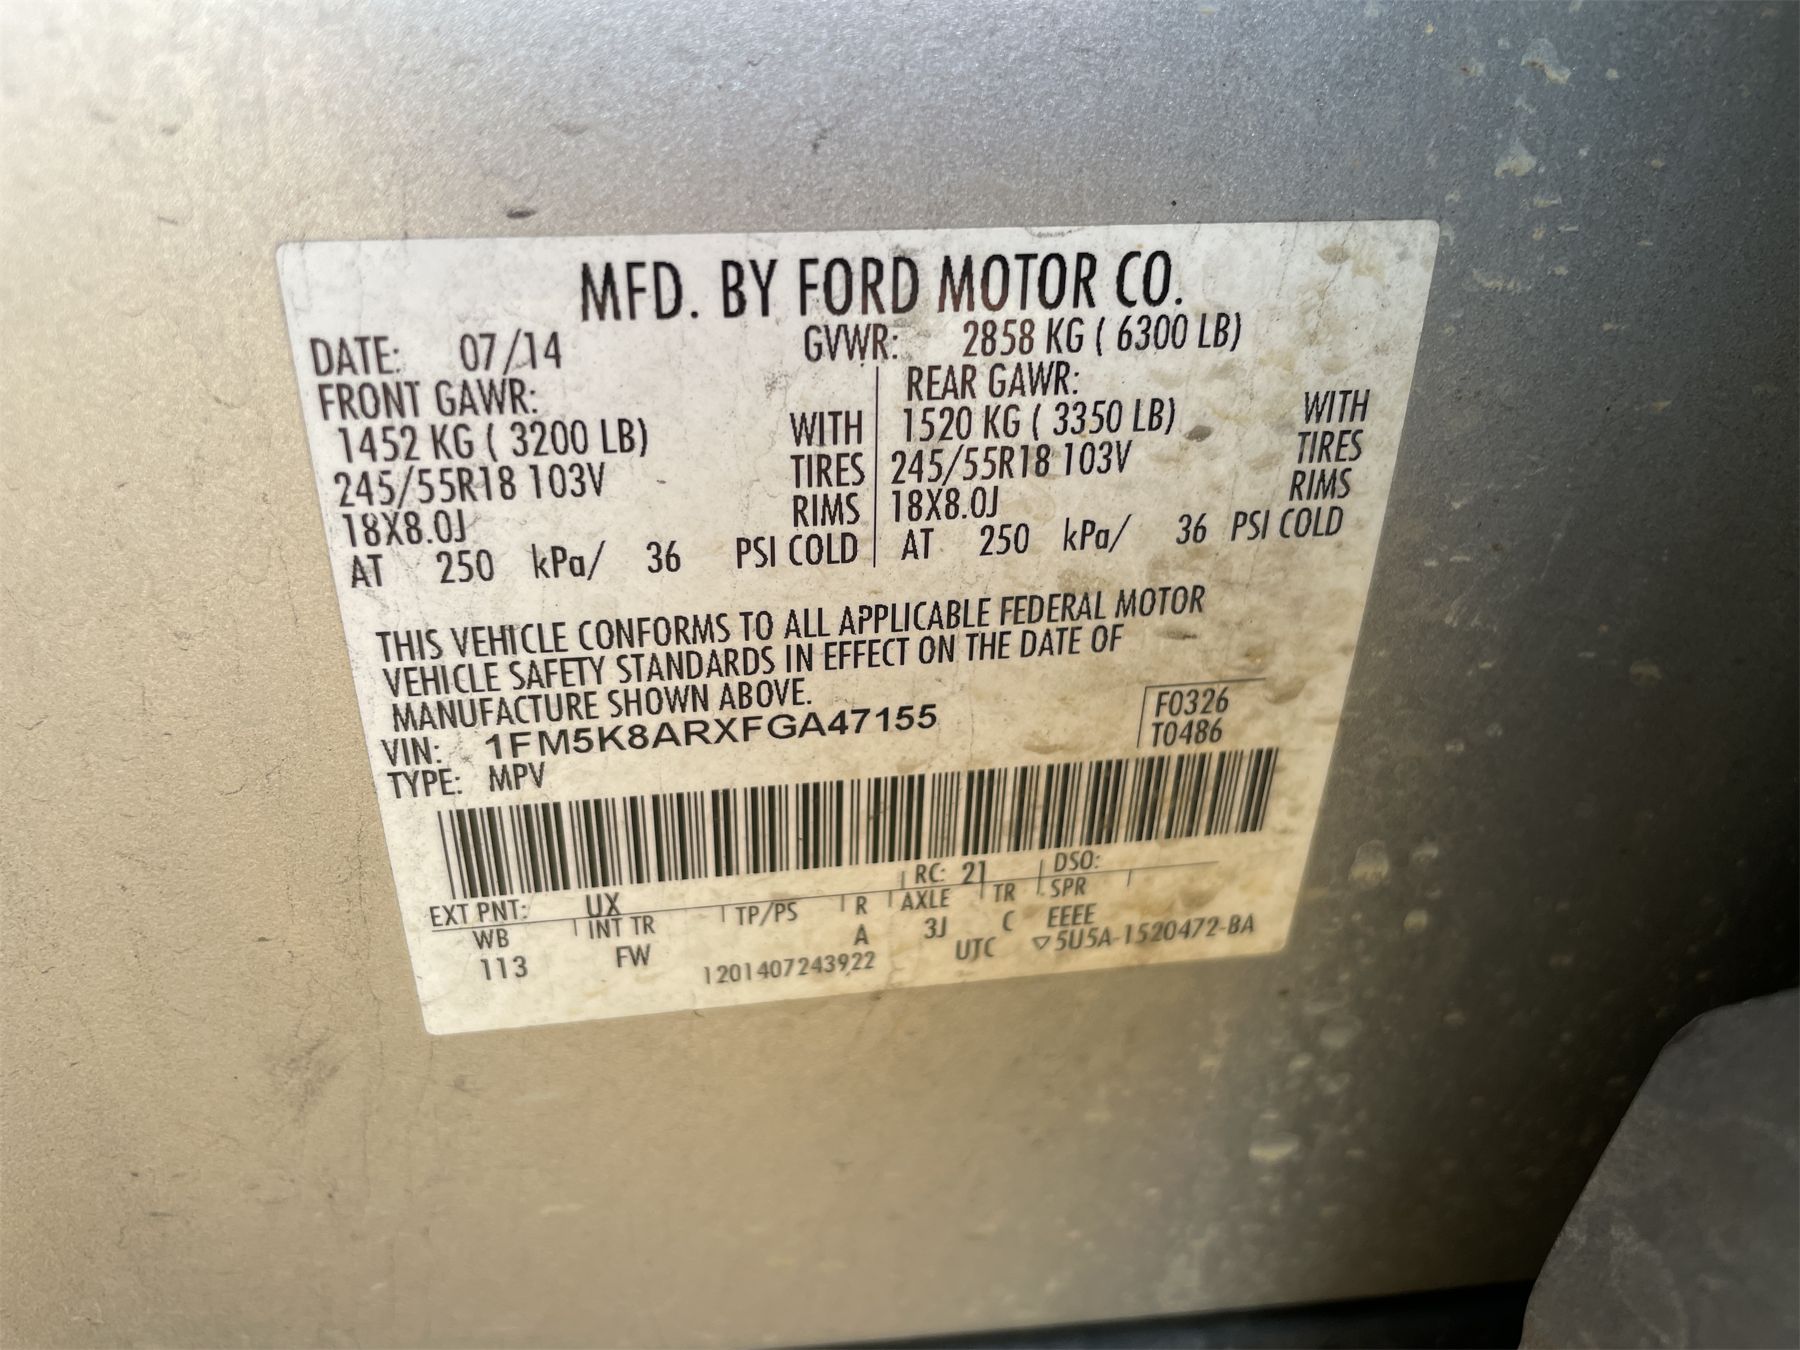 MFD. BY FORD MOTOR CO.
DATE: 07/14 GVWR: 2858 KG ( 6300 LB)
FRONT GAWR: REAR GAWR:
1452 KG ( 3200 LB) WITH 1520 KG ( 3350 LB) WITH
245/55R18 103V TIRES 245/55R18 103V TIRES
18X8.0J RIMS 18X8.0J RIMS
AT 250 kPa/ 36 PSI COLD AT 250 kPa/ 36 PSI COLD
THIS VEHICLE CONFORMS TO ALL APPLICABLE FEDERAL MOTOR
VEHICLE SAFETY STANDARDS IN EFFECT ON THE DATE OF
MANUFACTURE SHOWN ABOVE.
VIN: 1FM5K8ARXFGA47155 F0326
TYPE: MPV T0486
EXT PNT: UX RC: 21 DSO:
WB INT TR TP/PS R AXLE TR SPR
113 FW A 3J C EEEE
1201407243922 UTC ▽5U5A-1520472-BA